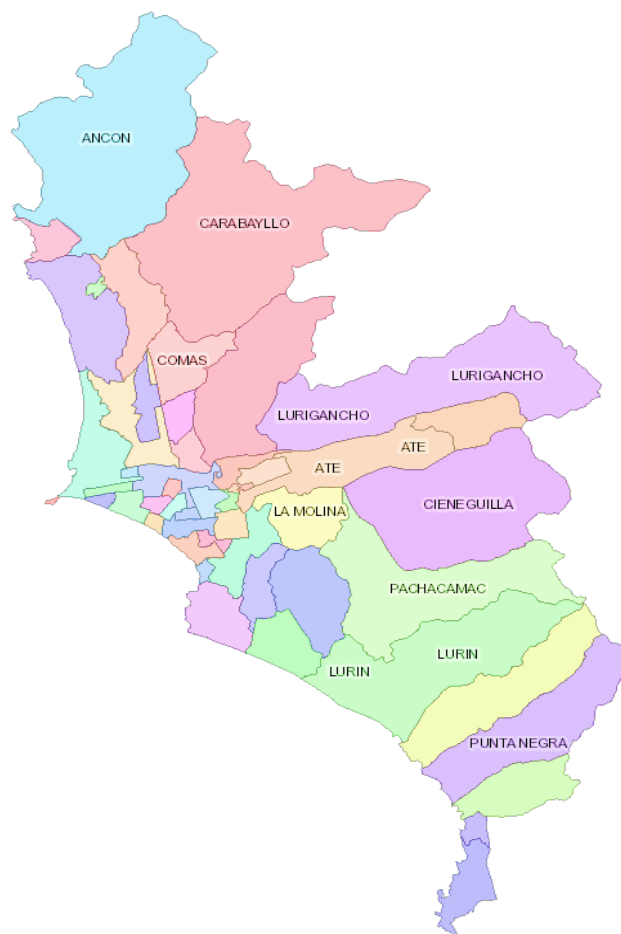 ANCON
CARABAYLLO
COMAS
LURIGANCHO
LURIGANCHO
ATE
ATE
CIENEGUILLA
LA MOLINA
PACHACAMAC
LURIN
LURIN
PUNTA NEGRA